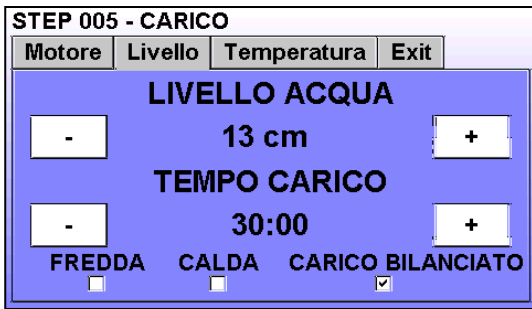 STEP 005 - CARICO
Motore Livello Temperatura Exit
LIVELLO ACQUA
- 13 cm +
TEMPO CARICO
- 30:00 +
FREDDA CALDA CARICO BILANCIATO